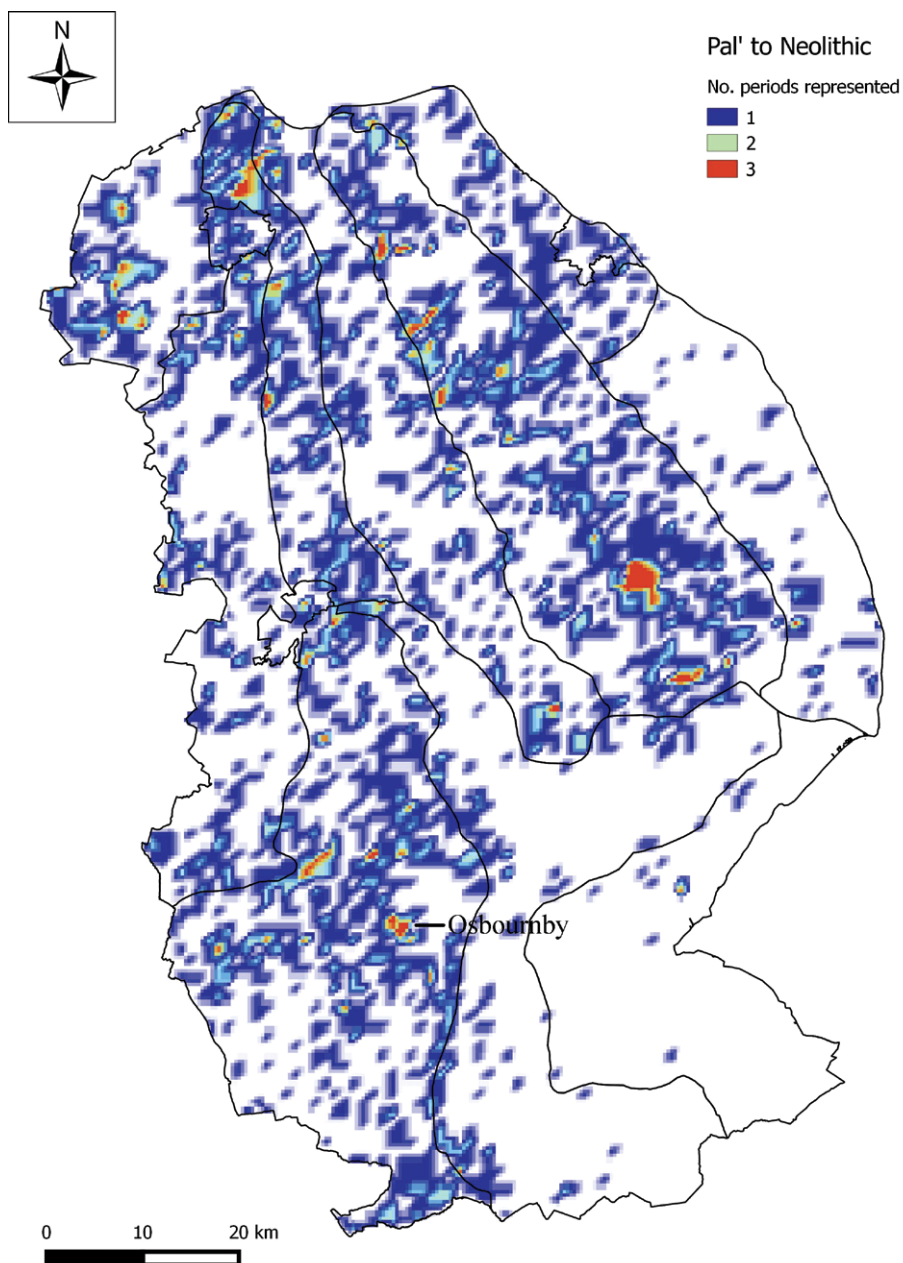 N
Pal' to Neolithic
No. periods represented
1
2
3
Osbournby
0 10 20 km